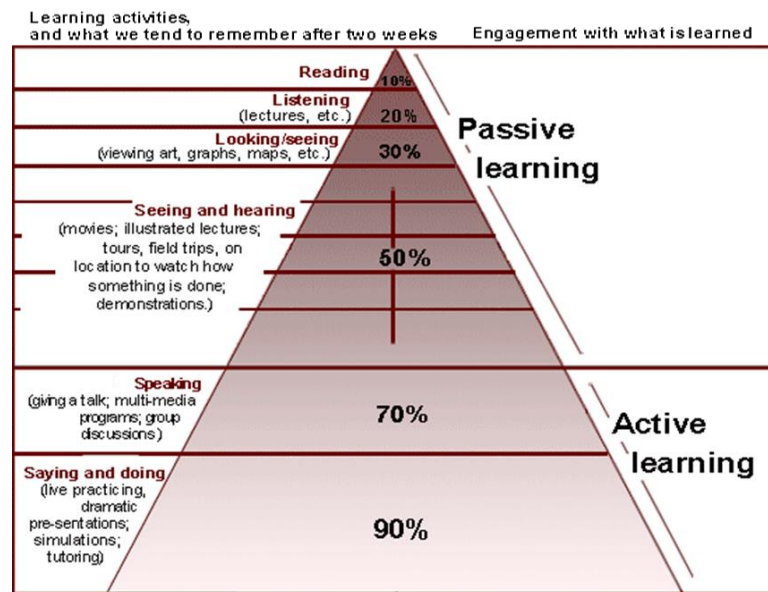 Learning activities,
and what we tend to remember after two weeks
Engagement with what is learned
Reading
10%
Listening
(lectures, etc.)
20%
Looking/seeing
(viewing art, graphs, maps, etc.)
30%
Passive
learning
Seeing and hearing
(movies; illustrated lectures;
tours, field trips, on
location to watch how
something is done;
demonstrations.)
50%
Speaking
(giving a talk; multi-media
programs; group
discussions)
70%
Active
learning
Saying and doing
(live practicing,
dramatic
pre-sentations;
simulations;
tutoring)
90%